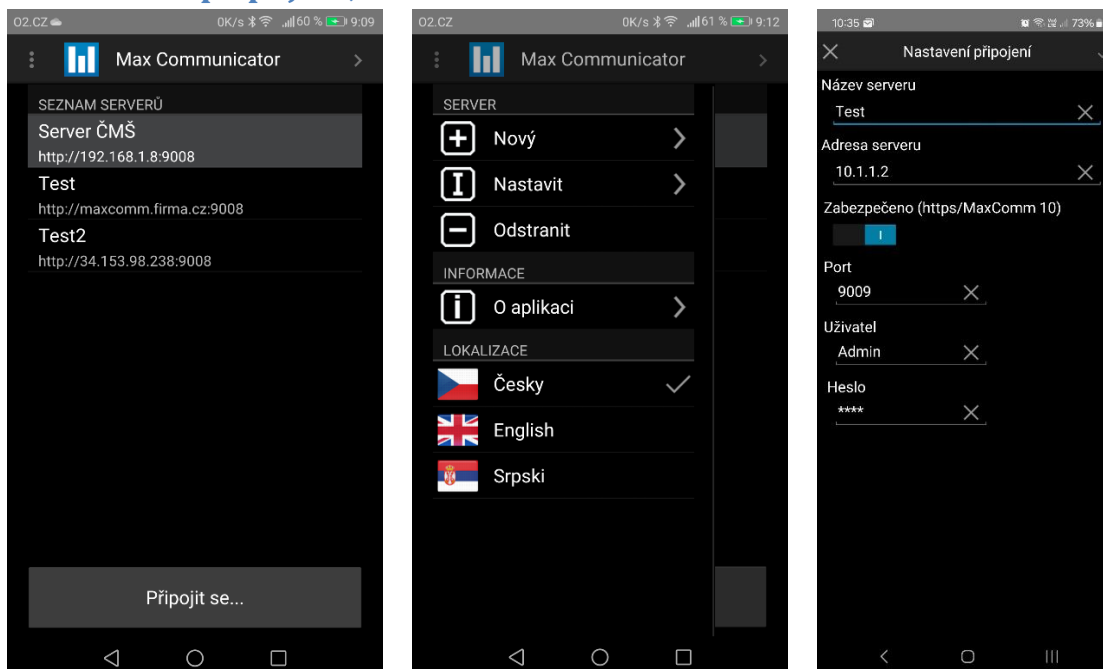 O2.CZ 0K/s 60 % 9:09
Max Communicator
SEZNAM SERVERŮ
Server ČMŠ
http://192.168.1.8:9008
Test
http://maxcomm.firma.cz:9008
Test2
http://34.153.98.238:9008
Připojit se...
O2.CZ 0K/s 61 % 9:12
Max Communicator
SERVER
Nový
Nastavit
Odstranit
INFORMACE
O aplikaci
LOKALIZACE
Česky
English
Srpski
10:35 73%
Nastavení připojení
Název serveru
Test
Adresa serveru
10.1.1.2
Zabezpečeno (https/MaxComm 10)
Port
9009
Uživatel
Admin
Heslo
****